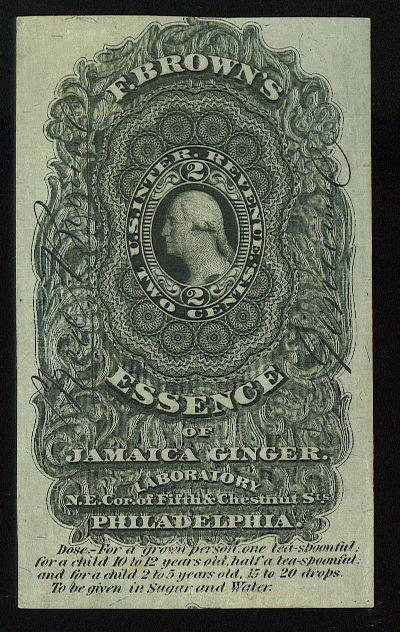 F. BROWN'S
U.S. INTER. REVENUE.
2
2
TWO CENTS.
ESSENCE
OF
JAMAICA GINGER.
LABORATORY
N.E. Cor. of Fifth & Chestnut Sts
PHILADELPHIA.
Dose.- For a grown person, one tea-spoonful;
for a child 10 to 12 years old, half a tea-spoonful;
and for a child 2 to 5 years old, 15 to 20 drops.
To be given in Sugar and Water.